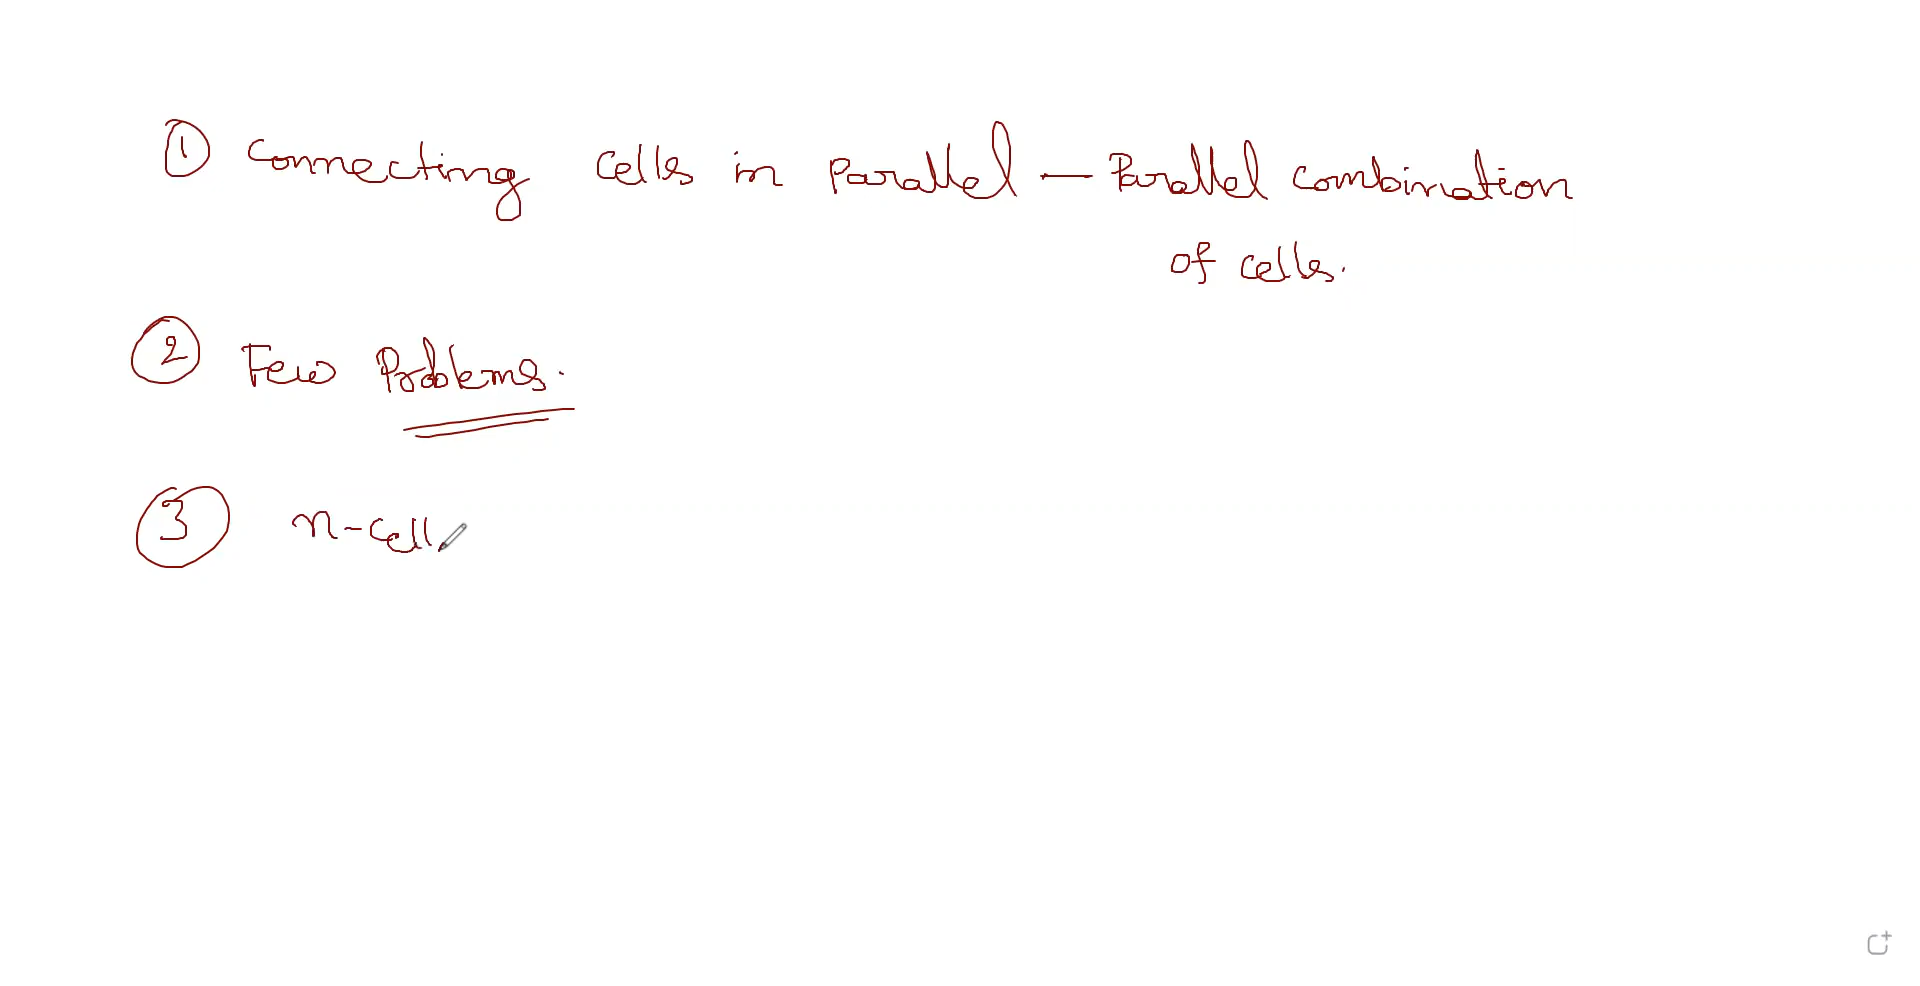 1 Connecting cells in parallel — Parallel combination
of cells.
2 Few Problems.
3 n-cell